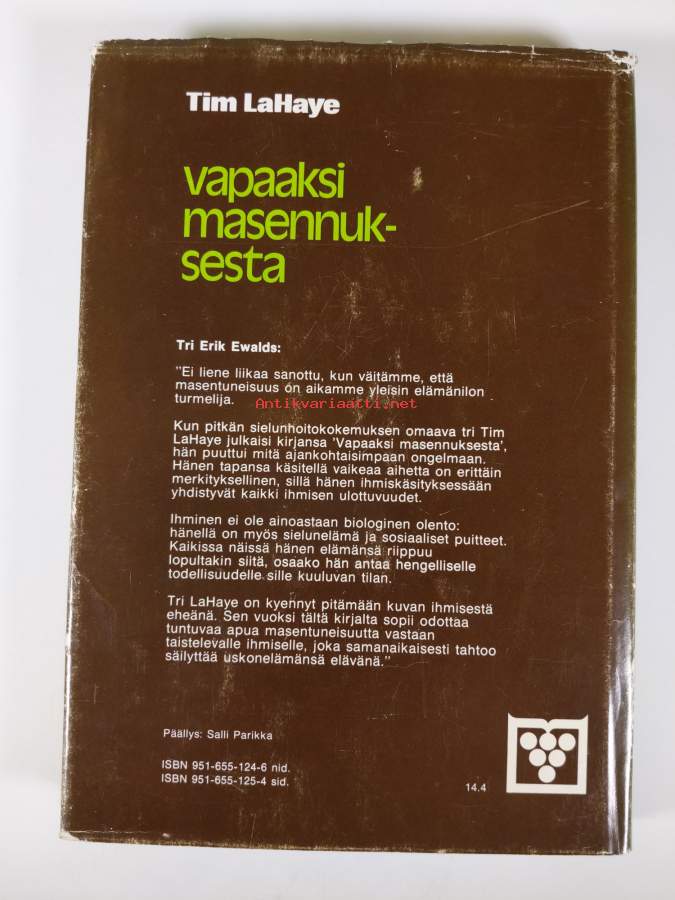 Tim LaHaye
vapaaksi
masennuk-
sesta
Tri Erik Ewalds:
"Ei liene liikaa sanottu, kun väitämme, että
masentuneisuus on aikamme yleisin elämänilon
turmelija.
Antikvariaatti.net
Kun pitkän sielunhoitokokemuksen omaava tri Tim
LaHaye julkaisi kirjansa 'Vapaaksi masennuksesta',
hän puuttui mitä ajankohtaisimpaan ongelmaan.
Hänen tapansa käsitellä vaikeaa aihetta on erittäin
merkityksellinen, sillä hänen ihmiskäsityksessään
yhdistyvät kaikki ihmisen ulottuvuudet.
Ihminen ei ole ainoastaan biologinen olento:
hänellä on myös sielunelämä ja sosiaaliset puitteet.
Kaikissa näissä hänen elämänsä riippuu
lopultakin siitä, osaako hän antaa hengelliselle
todellisuudelle sille kuuluvan tilan.
Tri LaHaye on kyennyt pitämään kuvan ihmisestä
eheänä. Sen vuoksi tältä kirjalta sopii odottaa
tuntuvaa apua masentuneisuutta vastaan
taistelevalle ihmiselle, joka samanaikaisesti tahtoo
säilyttää uskonelämänsä elävänä."
Päällys: Salli Parikka
ISBN 951-655-124-6 nid.
ISBN 951-655-125-4 sid.
14.4